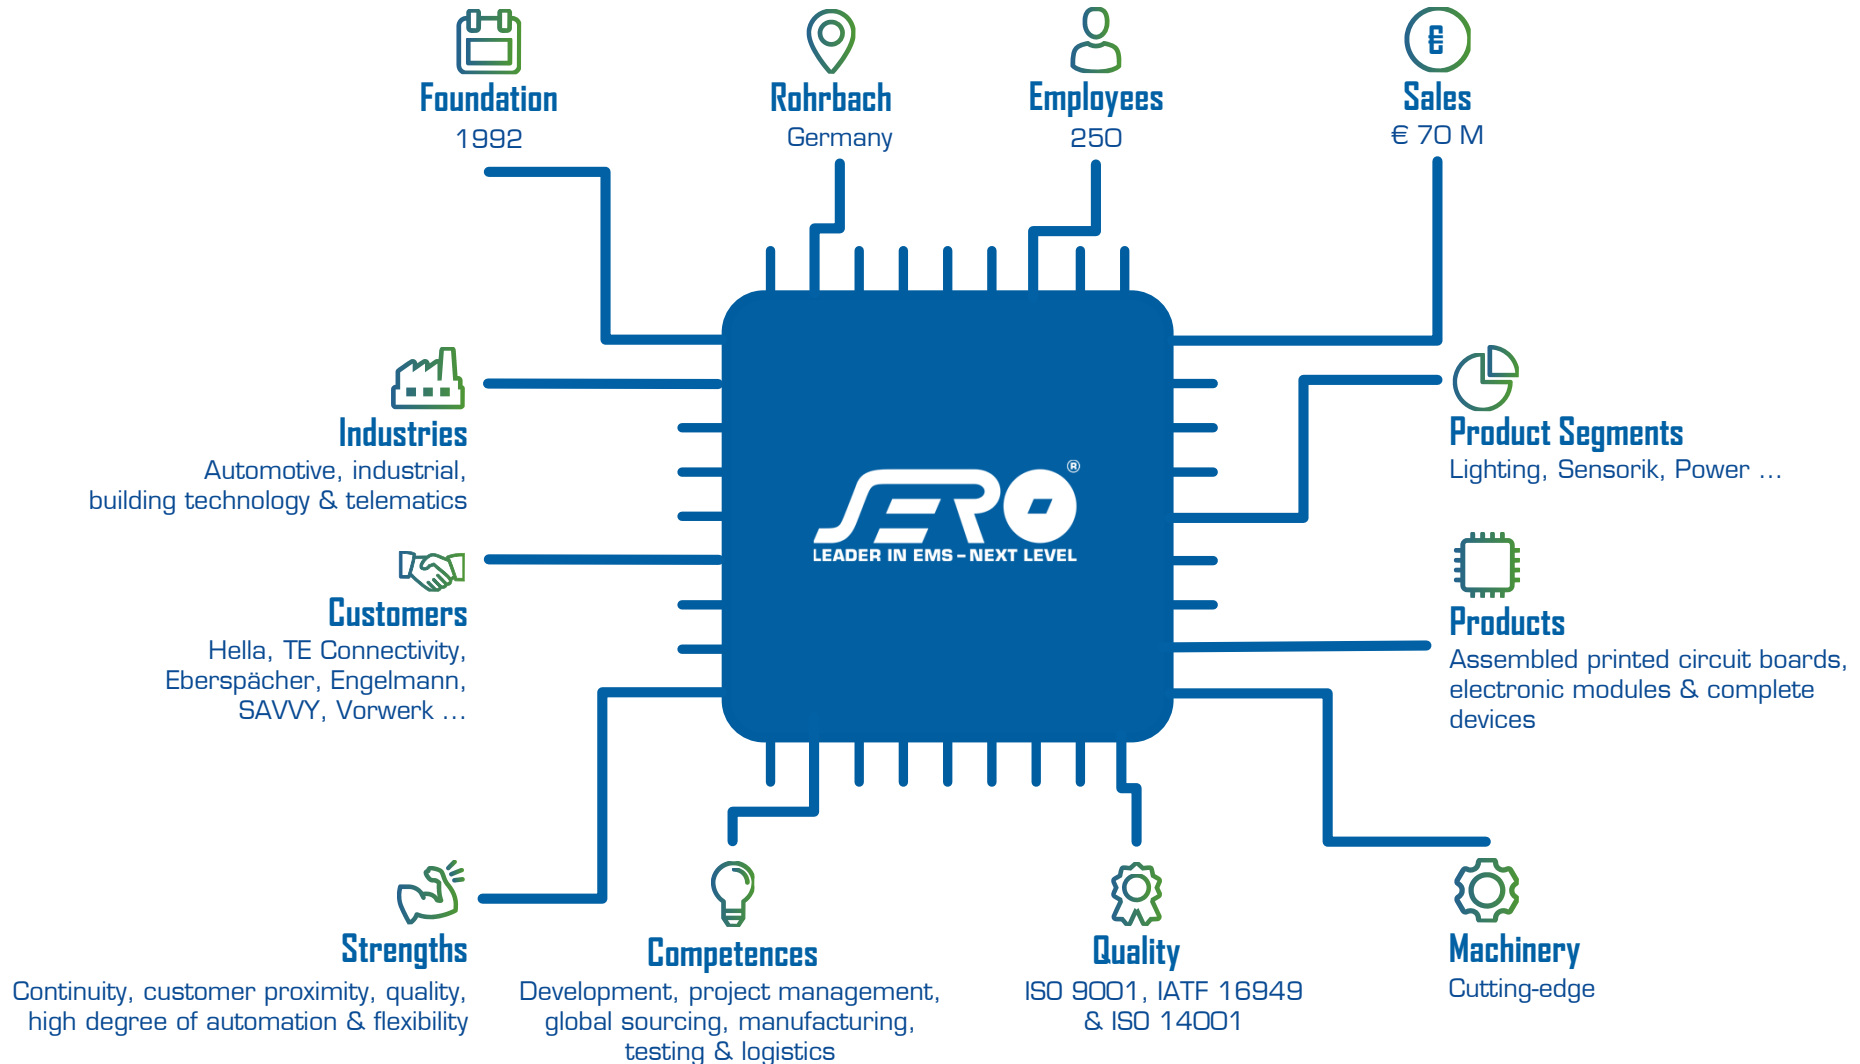 Foundation
1992
Rohrbach
Germany
Employees
250
€
Sales
€ 70 M
Industries
Automotive, industrial,
building technology & telematics
Customers
Hella, TE Connectivity,
Eberspächer, Engelmann,
SAVVY, Vorwerk ...
SERO®
LEADER IN EMS – NEXT LEVEL
Product Segments
Lighting, Sensorik, Power ...
Products
Assembled printed circuit boards,
electronic modules & complete
devices
Strengths
Continuity, customer proximity, quality,
high degree of automation & flexibility
Competences
Development, project management,
global sourcing, manufacturing,
testing & logistics
Quality
ISO 9001, IATF 16949
& ISO 14001
Machinery
Cutting-edge